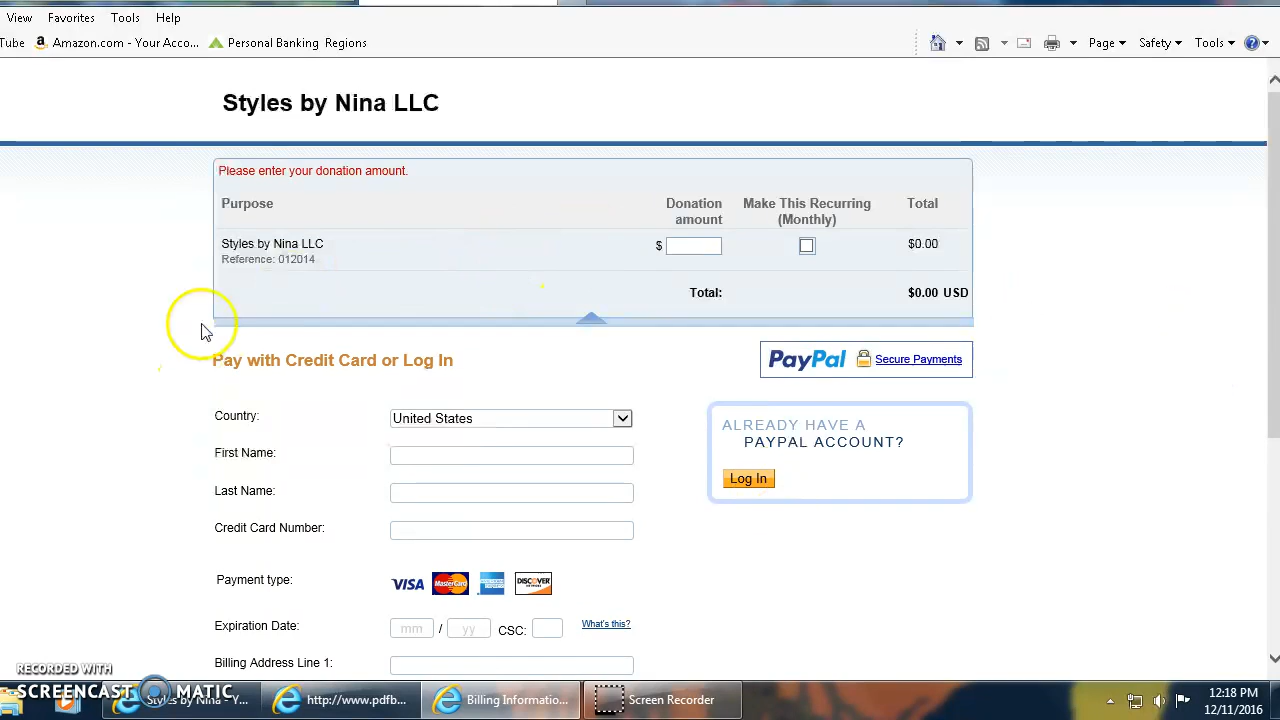 View Favorites Tools Help
Tube Amazon.com - Your Acco... Personal Banking Regions Page Safety Tools
Styles by Nina LLC
Please enter your donation amount.
Purpose Donation amount Make This Recurring (Monthly) Total
Styles by Nina LLC $ $0.00
Reference: 012014
Total: $0.00 USD
Pay with Credit Card or Log In
PayPal Secure Payments
Country: United States
ALREADY HAVE A
PAYPAL ACCOUNT?
First Name:
Log In
Last Name:
Credit Card Number:
Payment type: VISA MasterCard DISCOVER
Expiration Date: mm / yy CSC: What's this?
Billing Address Line 1:
RECORDED WITH
SCREENCAST MATIC
Styles by Nina - Y... http://www.pdfb... Billing Informatio... Screen Recorder
12:18 PM
12/11/2016